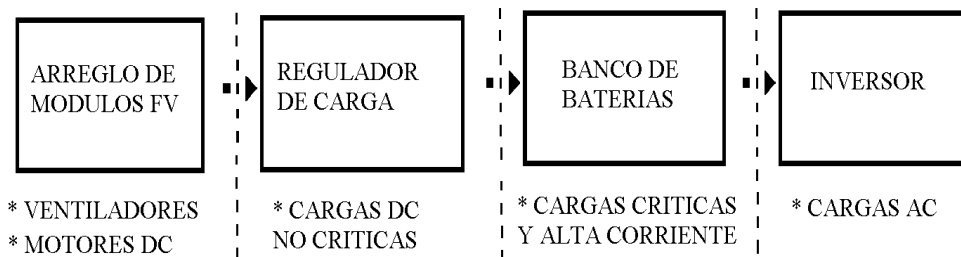 ARREGLO DE
MODULOS FV
REGULADOR
DE CARGA
BANCO DE
BATERIAS
INVERSOR
* VENTILADORES
* MOTORES DC
* CARGAS DC
NO CRITICAS
* CARGAS CRITICAS
Y ALTA CORRIENTE
* CARGAS AC